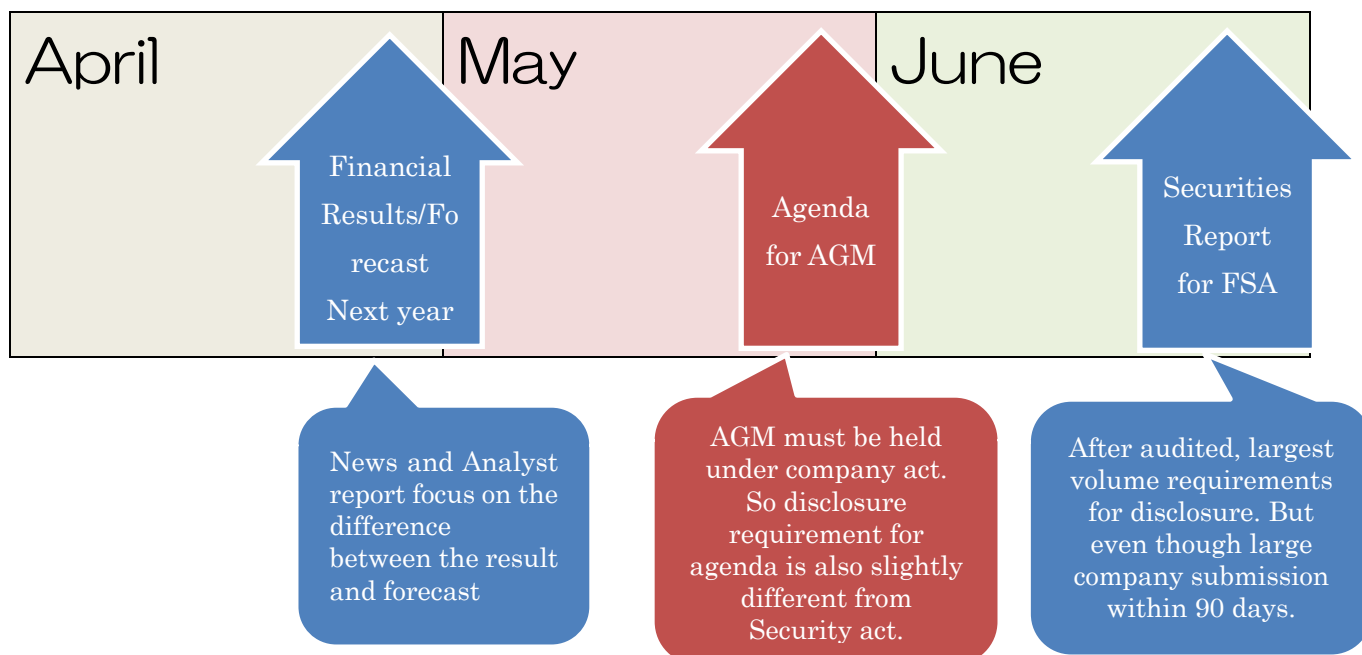 April
May
June
Financial
Results/Fo
recast
Next year
Agenda
for AGM
Securities
Report
for FSA
News and Analyst
report focus on the
difference
between the result
and forecast
AGM must be held
under company act.
So disclosure
requirement for
agenda is also slightly
different from
Security act.
After audited, largest
volume requirements
for disclosure. But
even though large
company submission
within 90 days.